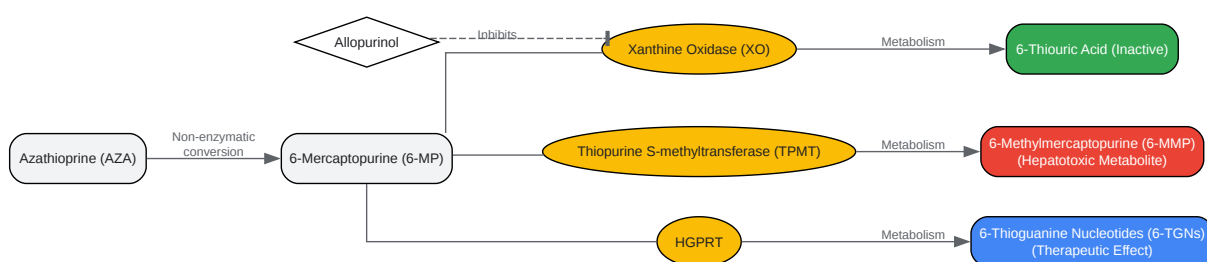 Allopurinol
Inhibits
Xanthine Oxidase (XO)
Metabolism
6-Thiouric Acid (Inactive)
Azathioprine (AZA)
Non-enzymatic
conversion
6-Mercaptopurine (6-MP)
Thiopurine S-methyltransferase (TPMT)
Metabolism
6-Methylmercaptopurine (6-MMP)
(Hepatotoxic Metabolite)
HGPRT
Metabolism
6-Thioguanine Nucleotides (6-TGNs)
(Therapeutic Effect)